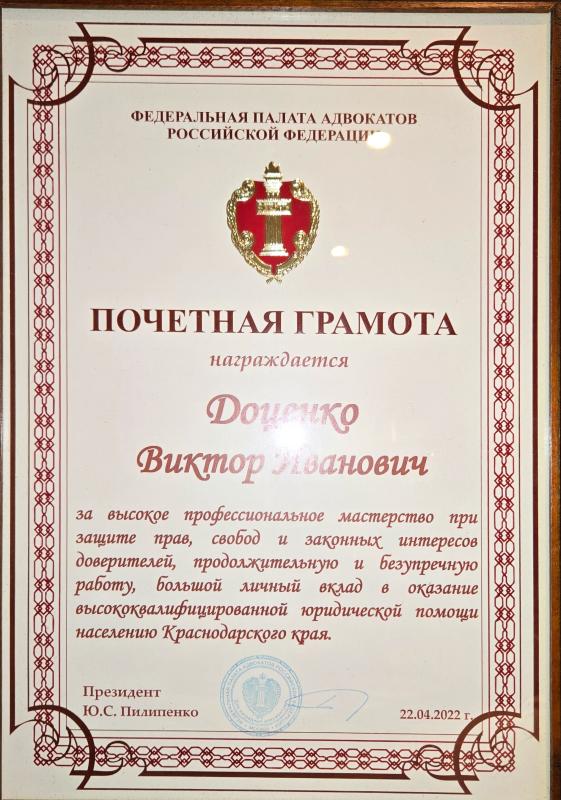 ФЕДЕРАЛЬНАЯ ПАЛАТА АДВОКАТОВ
РОССИЙСКОЙ ФЕДЕРАЦИИ
ПОЧЕТНАЯ ГРАМОТА
награждается
Доценко
Виктор Иванович
за высокое профессиональное мастерство при
защите прав, свобод и законных интересов
доверителей, продолжительную и безупречную
работу, большой личный вклад в оказание
высококвалифицированной юридической помощи
населению Краснодарского края.
Президент
Ю.С. Пилипенко
22.04.2022 г.